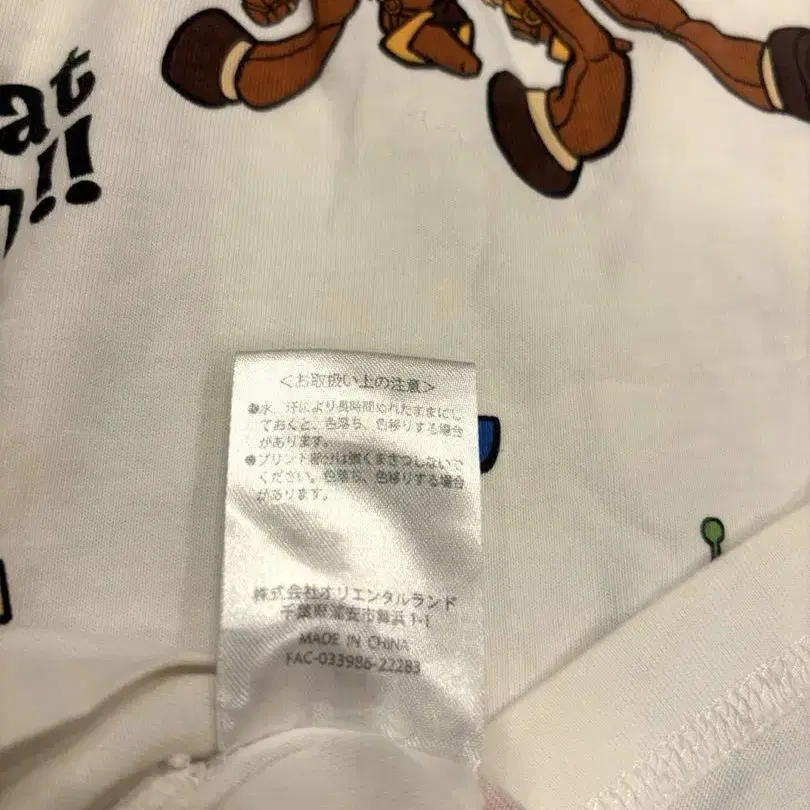 at
!!
<お取扱い上の注意>
●水、汗により長時間ぬれたままにし
ておくと、色落ち、色移りする場合
があります。
●プリント部分は強くまさつしないで
ください。色落ち、色移りする場合
があります。
株式会社オリエンタルランド
千葉県浦安市舞浜1-1
MADE IN CHINA
FAC-033986-22283